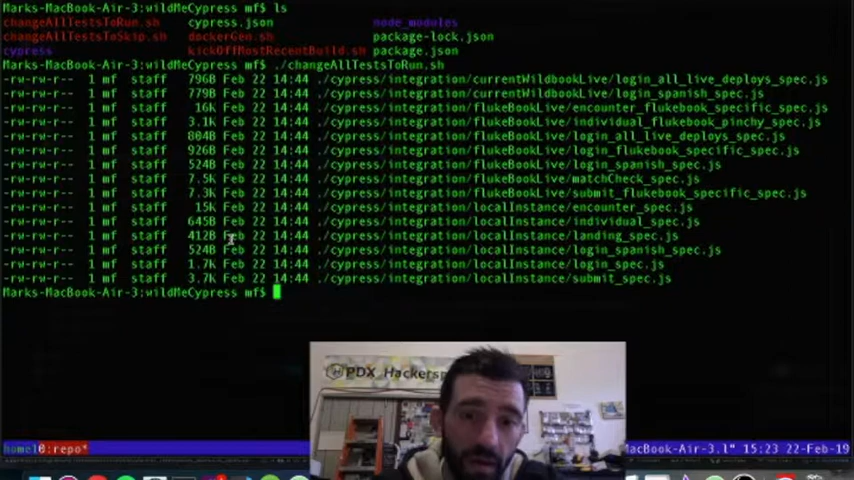 Marks-MacBook-Air-3:wildMeCypress mf$ ls
changeAllTestsToRun.sh cypress.json node_modules
changeAllTestsToSkip.sh dockerGen.sh package-lock.json
cypress kickOffMostRecentBuild.sh package.json
Marks-MacBook-Air-3:wildMeCypress mf$ ./changeAllTestsToRun.sh
-rw-rw-r-- 1 mf staff 796B Feb 22 14:44 ./cypress/integration/currentWildbookLive/login_all_live_deploys_spec.js
-rw-rw-r-- 1 mf staff 779B Feb 22 14:44 ./cypress/integration/currentWildbookLive/login_spanish_spec.js
-rw-rw-r-- 1 mf staff 16k Feb 22 14:44 ./cypress/integration/flukeBookLive/encounter_flukebook_specific_spec.js
-rw-rw-r-- 1 mf staff 3.1k Feb 22 14:44 ./cypress/integration/flukeBookLive/individual_flukebook_pinchy_spec.js
-rw-rw-r-- 1 mf staff 804B Feb 22 14:44 ./cypress/integration/flukeBookLive/login_all_live_deploys_spec.js
-rw-rw-r-- 1 mf staff 926B Feb 22 14:44 ./cypress/integration/flukeBookLive/login_flukebook_specific_spec.js
-rw-rw-r-- 1 mf staff 524B Feb 22 14:44 ./cypress/integration/flukeBookLive/login_spanish_spec.js
-rw-rw-r-- 1 mf staff 7.5k Feb 22 14:44 ./cypress/integration/flukeBookLive/matchCheck_spec.js
-rw-rw-r-- 1 mf staff 7.3k Feb 22 14:44 ./cypress/integration/flukeBookLive/submit_flukebook_specific_spec.js
-rw-rw-r-- 1 mf staff 15k Feb 22 14:44 ./cypress/integration/localInstance/encounter_spec.js
-rw-rw-r-- 1 mf staff 645B Feb 22 14:44 ./cypress/integration/localInstance/individual_spec.js
-rw-rw-r-- 1 mf staff 412B Feb 22 14:44 ./cypress/integration/localInstance/landing_spec.js
-rw-rw-r-- 1 mf staff 524B Feb 22 14:44 ./cypress/integration/localInstance/login_spanish_spec.js
-rw-rw-r-- 1 mf staff 1.7k Feb 22 14:44 ./cypress/integration/localInstance/login_spec.js
-rw-rw-r-- 1 mf staff 3.7k Feb 22 14:44 ./cypress/integration/localInstance/submit_spec.js
Marks-MacBook-Air-3:wildMeCypress mf$
PDX Hackersp
home 0:repo* MacBook-Air-3.l" 15:23 22-Feb-19